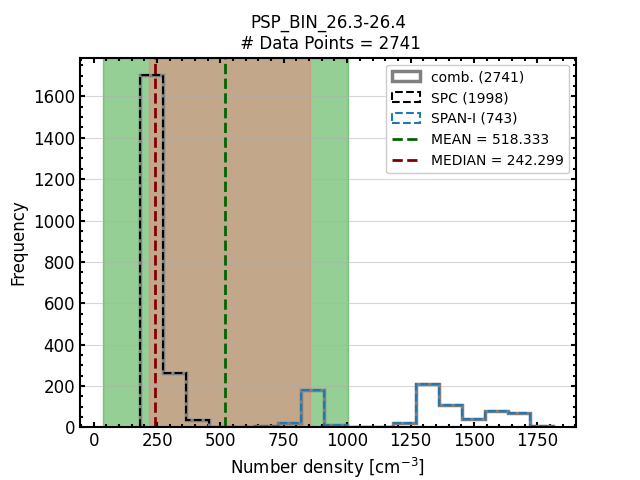 PSP_BIN_26.3-26.4
# Data Points = 2741
comb. (2741)
SPC (1998)
SPAN-I (743)
MEAN = 518.333
MEDIAN = 242.299
Frequency
1600
1400
1200
1000
800
600
400
200
0
0 250 500 750 1000 1250 1500 1750
Number density [cm⁻³]